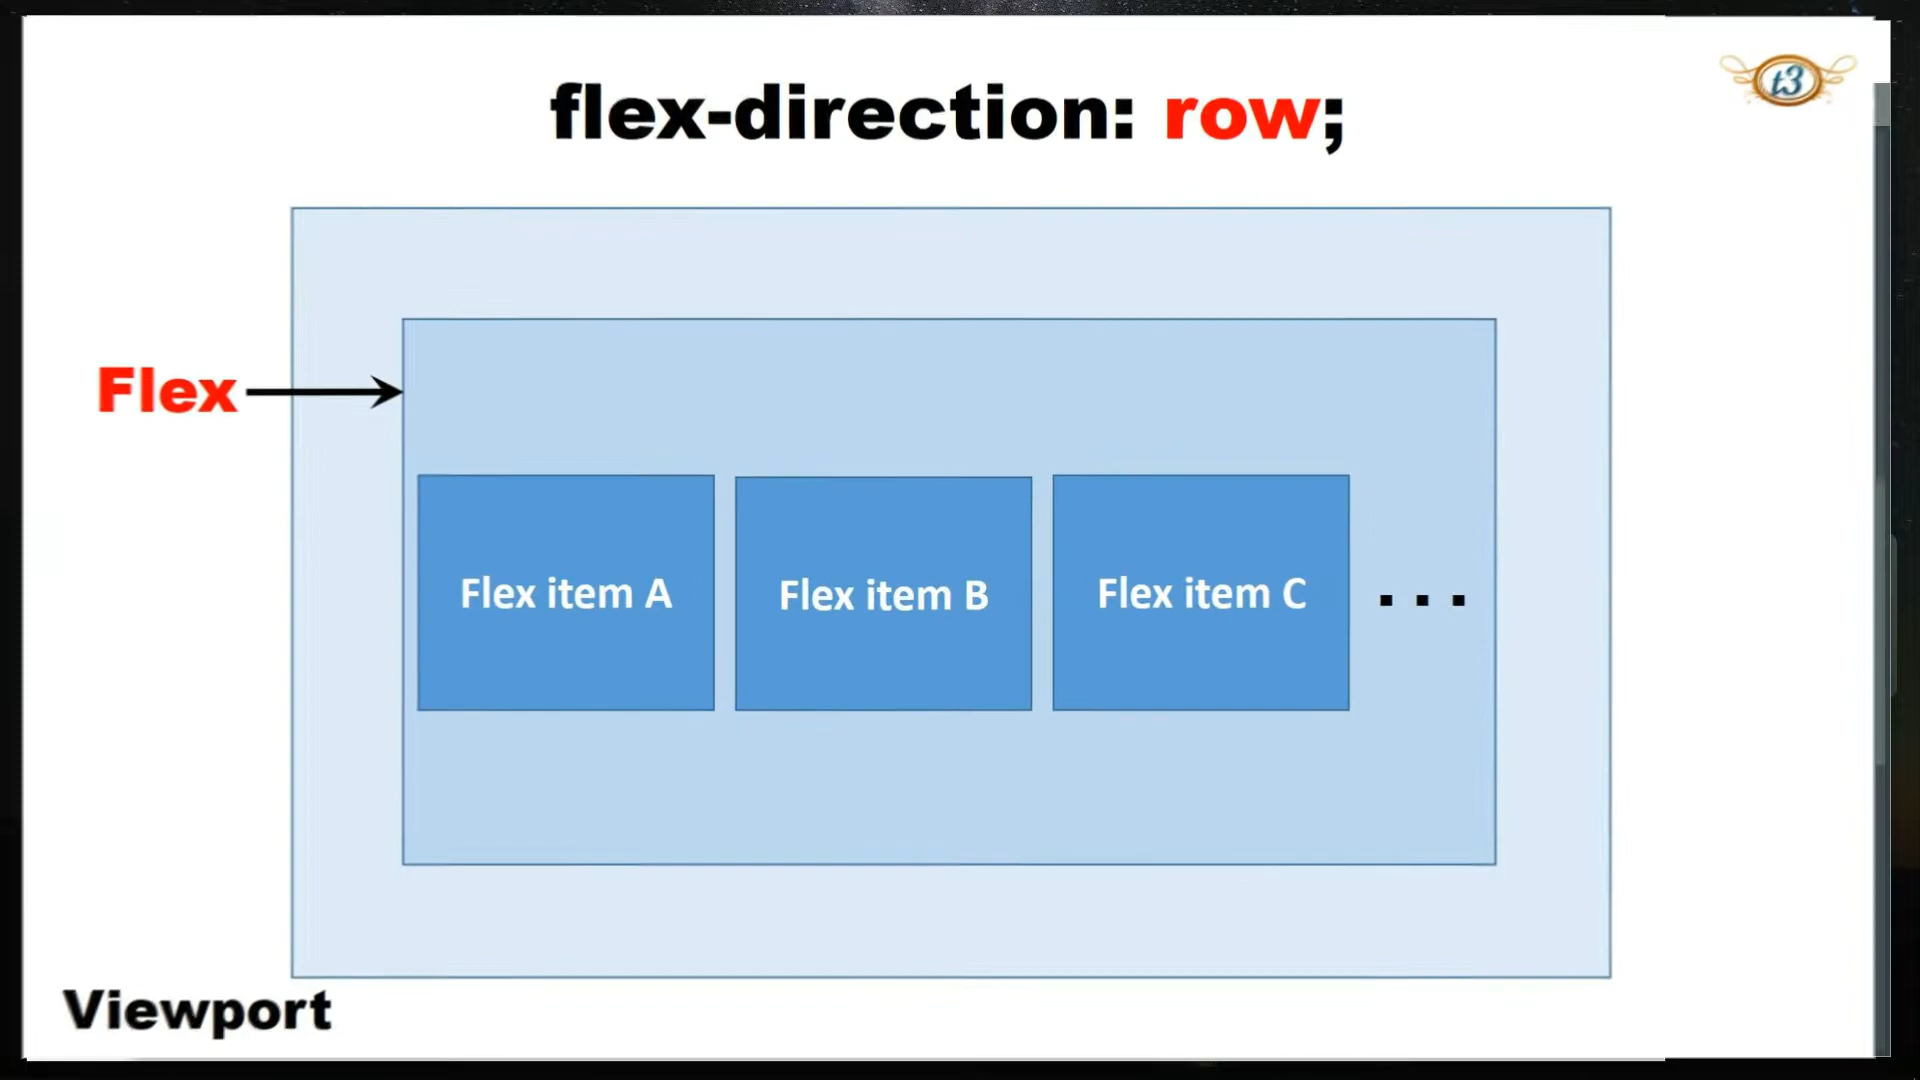 t3
flex-direction: row;
Flex
Flex item A
Flex item B
Flex item C
. . .
Viewport